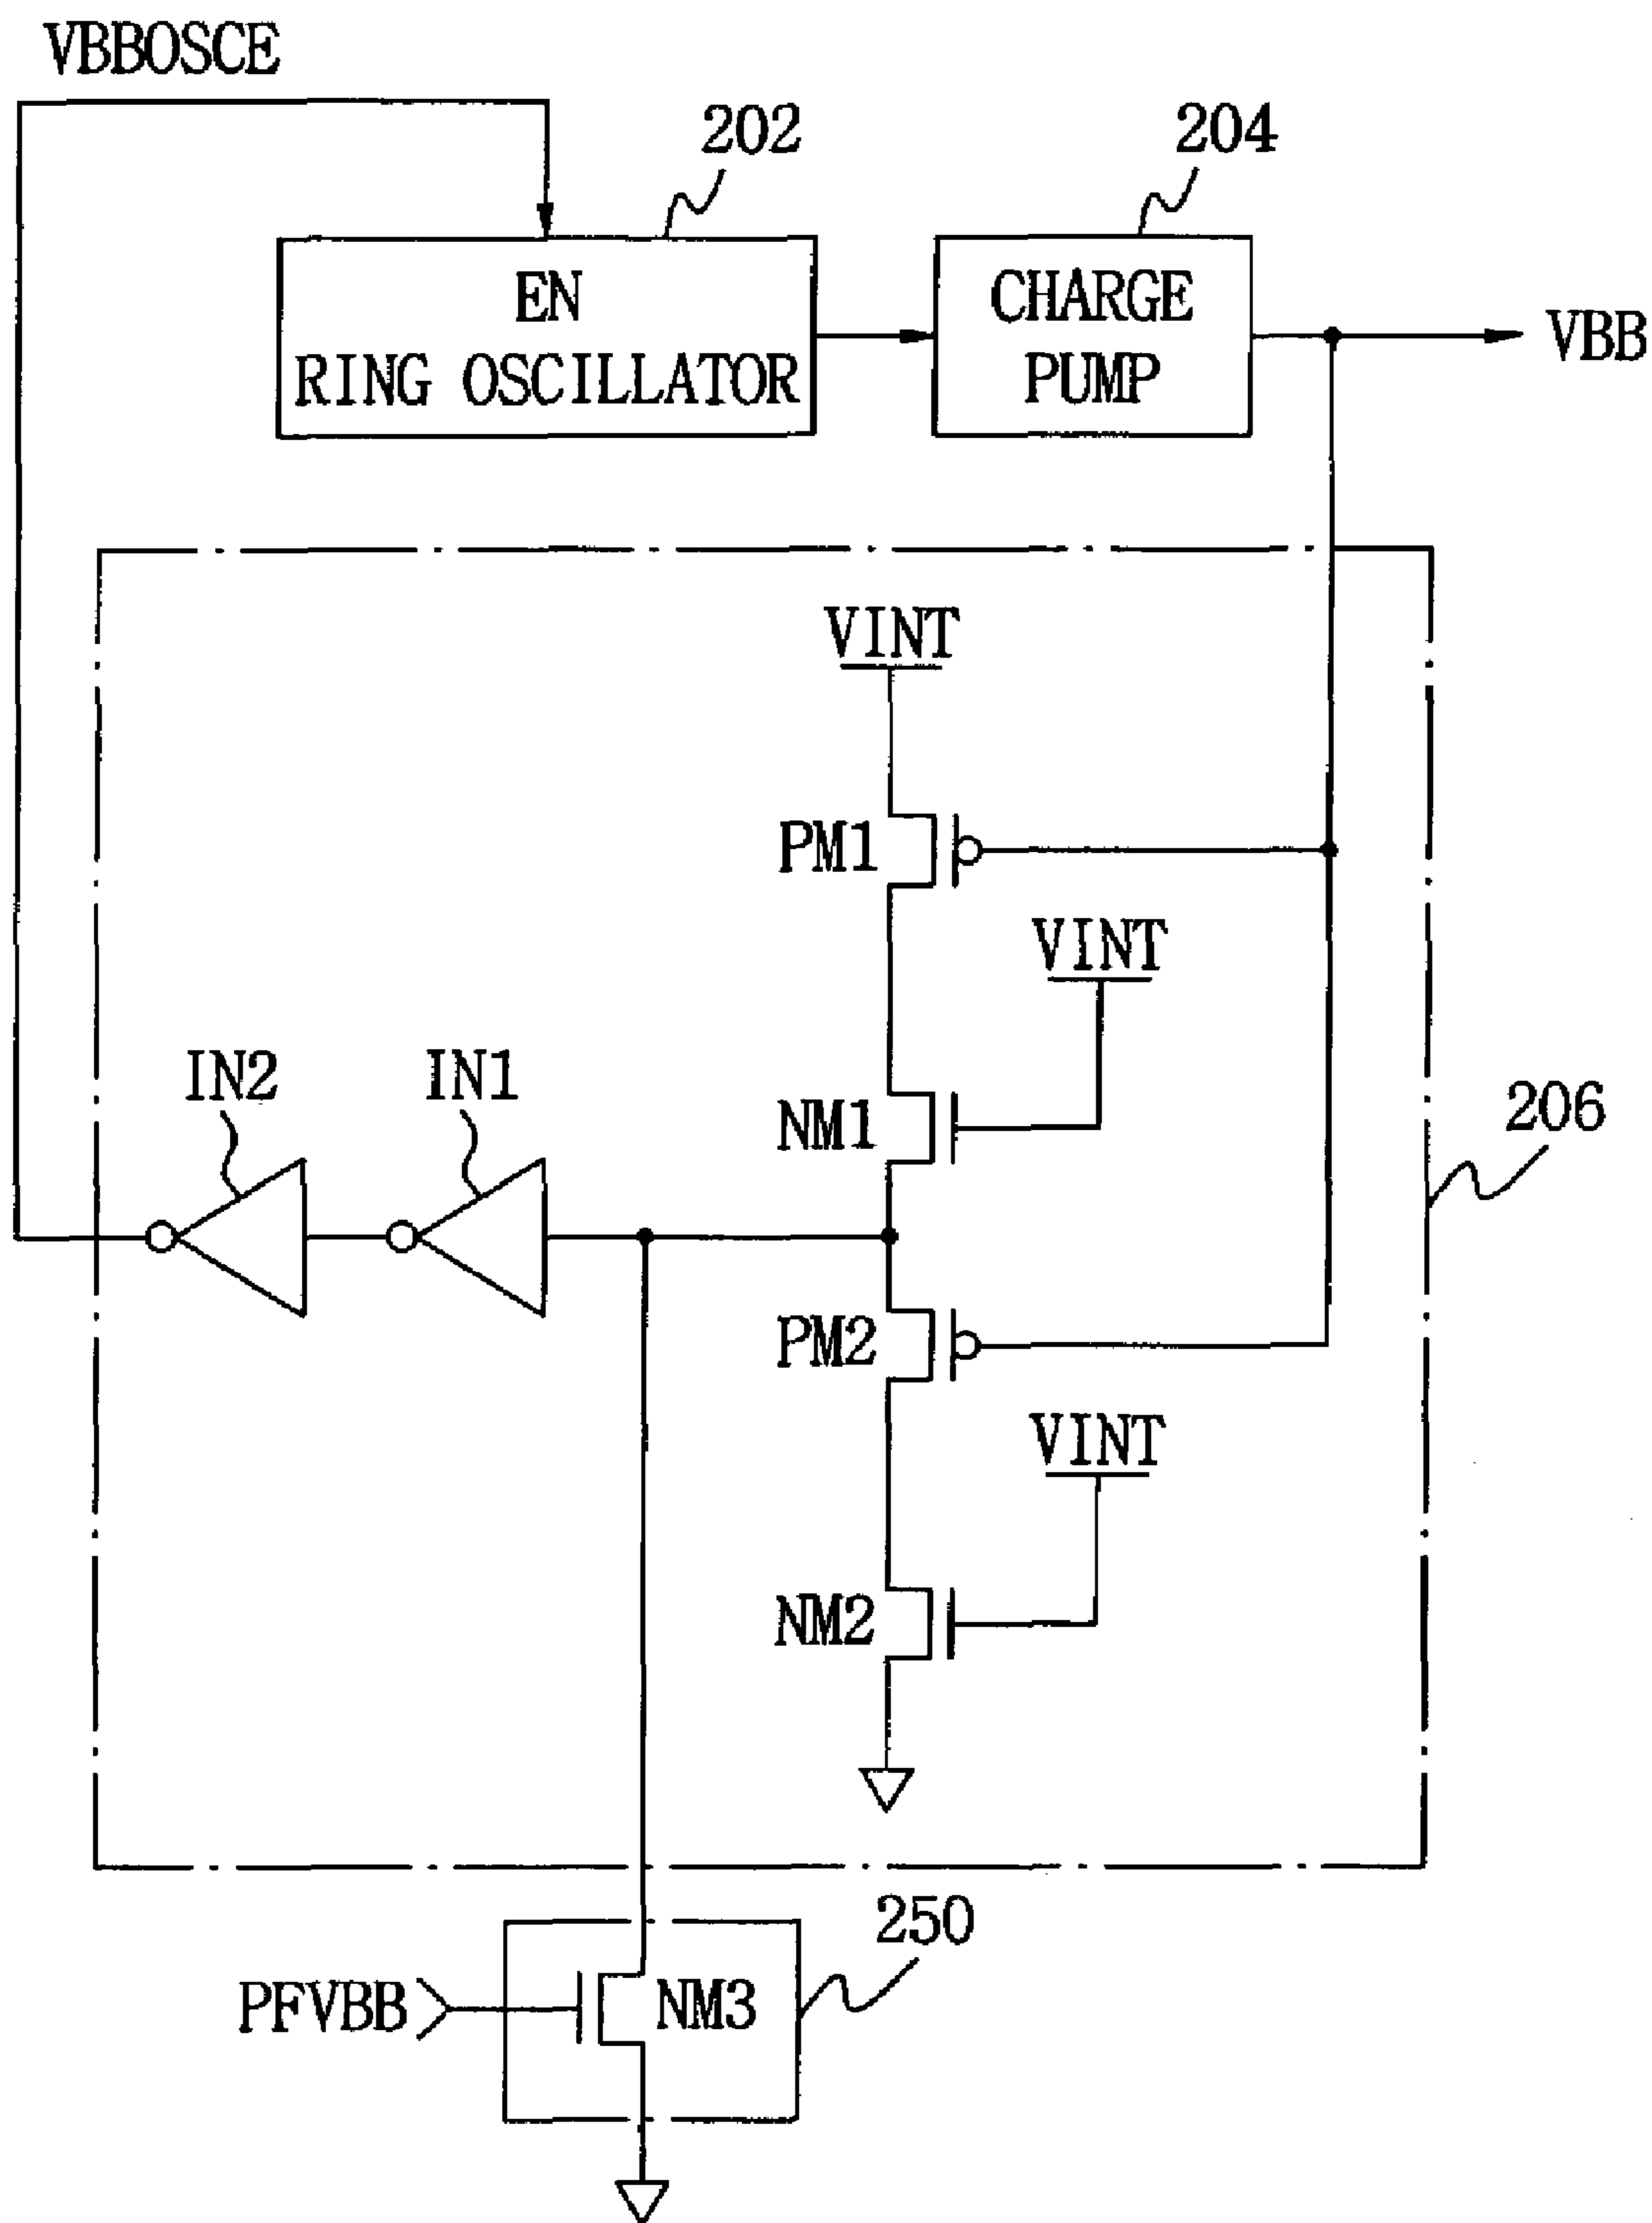 VBBOSCE
202
204
EN
RING OSCILLATOR
CHARGE
PUMP
VBB
VINT
PM1
VINT
IN2
IN1
NM1
206
PM2
VINT
NM2
250
PFVBB
NM3